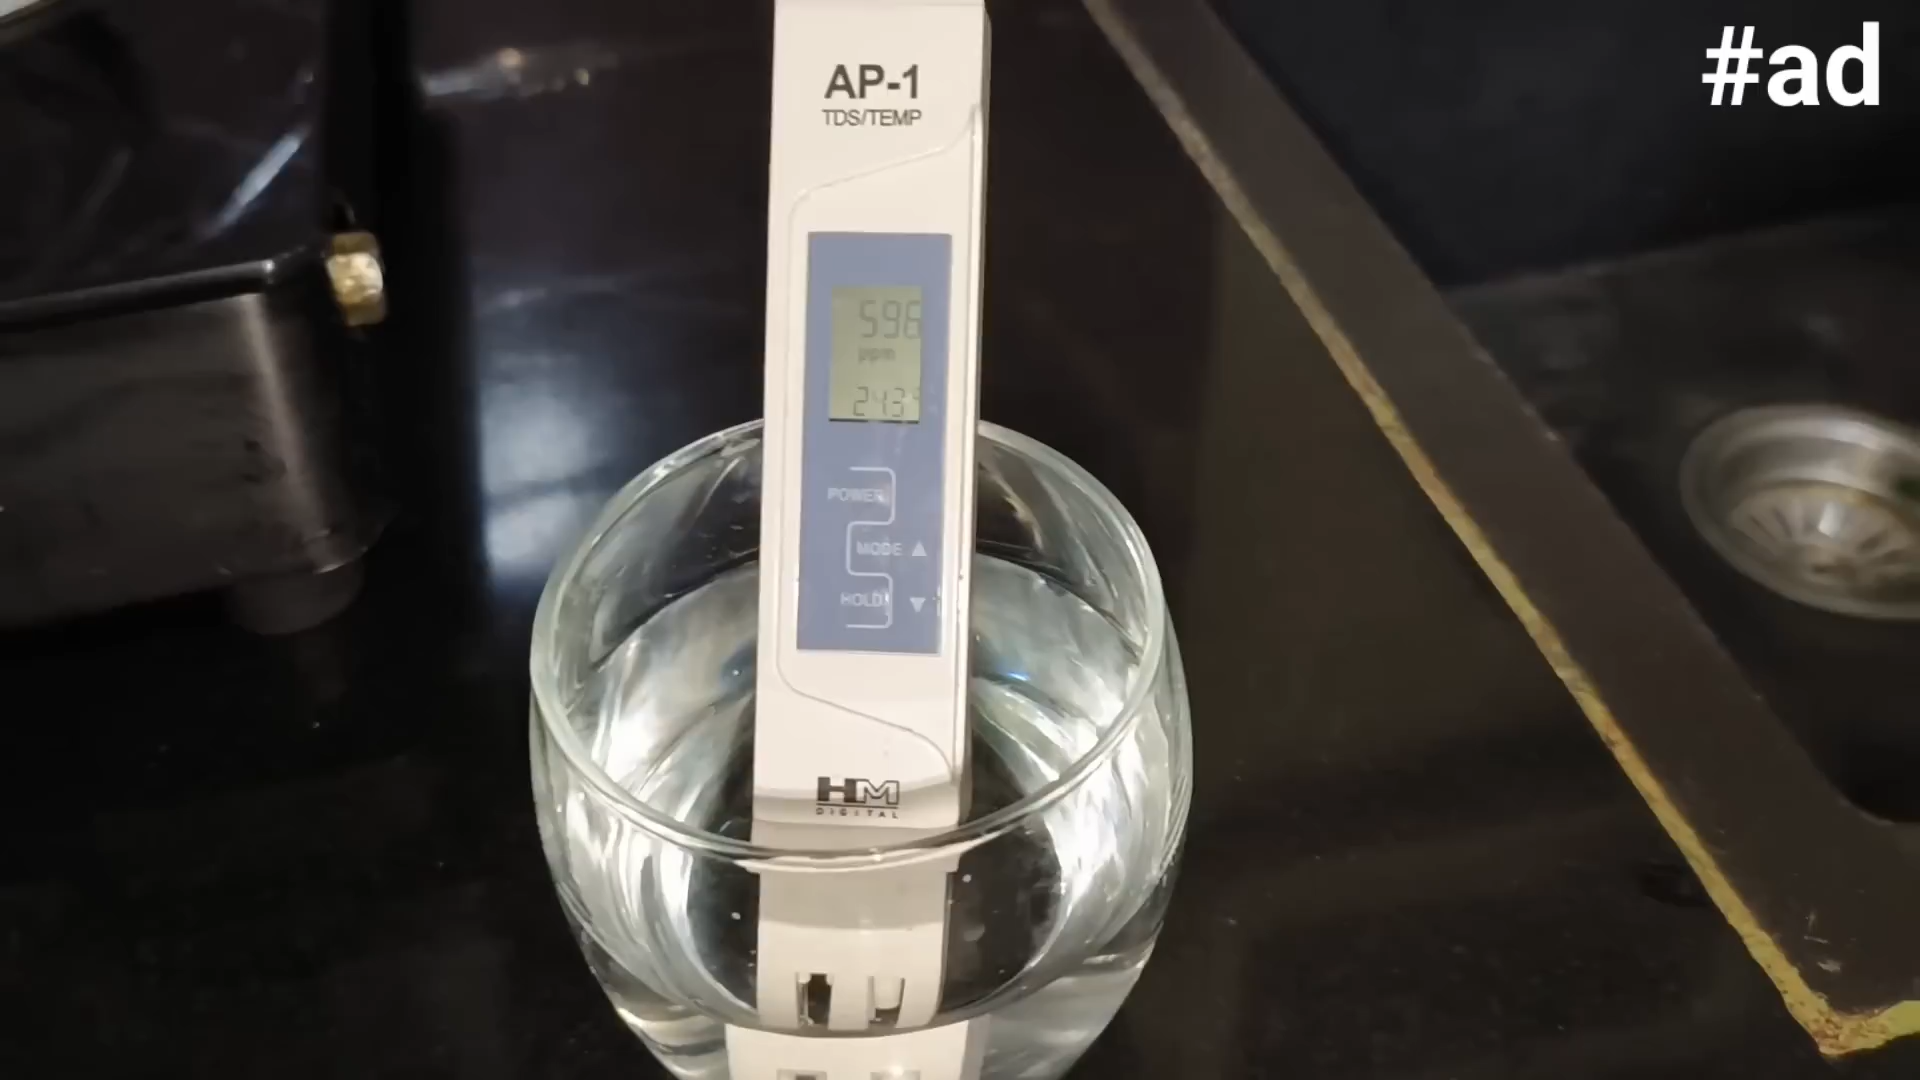 #ad
AP-1
TDS/TEMP
596
ppm
24.3°
POWER
MODE ▲
HOLD ▼
HM
DIGITAL